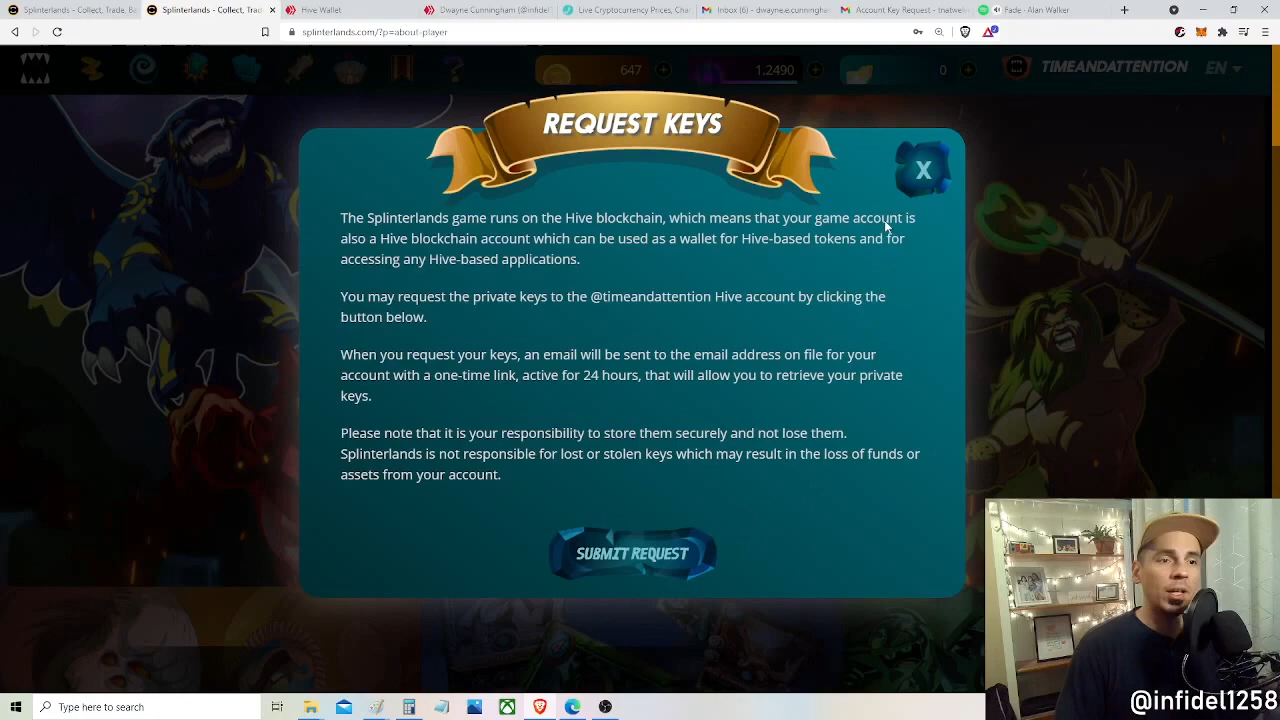 Splinterlands - Collect, Trade, Ba
Splinterlands - Collect, Trad
Hive Wallet
Dwayne Cunningham (@infidel
Live Cryptocurrency Prices, Char
Inbox (6) - dwayne.e.cunningha
Account Key Request - tnatwelve
Fade - Alan Walker
splinterlands.com/?p=about-player
647
1.2490
0
TIMEANDATTENTION
EN
REQUEST KEYS
X
The Splinterlands game runs on the Hive blockchain, which means that your game account is
also a Hive blockchain account which can be used as a wallet for Hive-based tokens and for
accessing any Hive-based applications.
You may request the private keys to the @timeandattention Hive account by clicking the
button below.
When you request your keys, an email will be sent to the email address on file for your
account with a one-time link, active for 24 hours, that will allow you to retrieve your private
keys.
Please note that it is your responsibility to store them securely and not lose them.
Splinterlands is not responsible for lost or stolen keys which may result in the loss of funds or
assets from your account.
SUBMIT REQUEST
Type here to search
@infidel1258